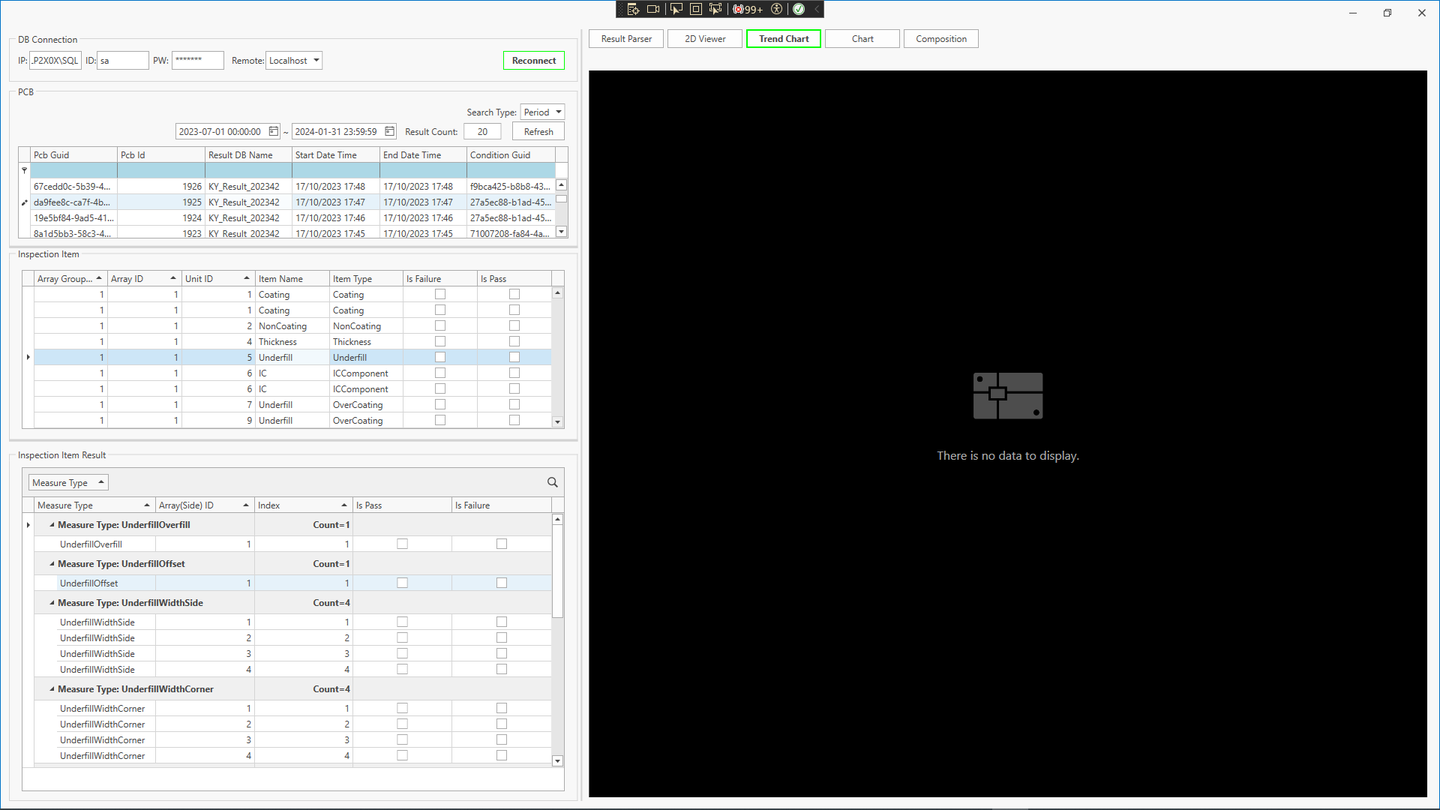 99+
DB Connection
IP: .P2X0X\SQL ID: sa PW: ******* Remote: Localhost Reconnect
Result Parser 2D Viewer Trend Chart Chart Composition
PCB
Search Type: Period
2023-07-01 00:00:00 ~ 2024-01-31 23:59:59 Result Count: 20 Refresh
Pcb Guid Pcb Id Result DB Name Start Date Time End Date Time Condition Guid
67cedd0c-5b39-4... 1926 KY_Result_202342 17/10/2023 17:48 17/10/2023 17:48 f9bca425-b8b8-43...
da9fee8c-ca7f-4b... 1925 KY_Result_202342 17/10/2023 17:47 17/10/2023 17:47 27a5ec88-b1ad-45...
19e5bf84-9ad5-41... 1924 KY_Result_202342 17/10/2023 17:46 17/10/2023 17:46 27a5ec88-b1ad-45...
8a1d5bb3-58c3-4... 1923 KY_Result_202342 17/10/2023 17:45 17/10/2023 17:45 71007208-fa84-4a...
Inspection Item
Array Group... Array ID Unit ID Item Name Item Type Is Failure Is Pass
1 1 1 Coating Coating
1 1 1 Coating Coating
1 1 2 NonCoating NonCoating
1 1 4 Thickness Thickness
1 1 5 Underfill Underfill
1 1 6 IC ICComponent
1 1 6 IC ICComponent
1 1 7 Underfill OverCoating
1 1 9 Underfill OverCoating
There is no data to display.
Inspection Item Result
Measure Type
Measure Type Array(Side) ID Index Is Pass Is Failure
Measure Type: UnderfillOverfill Count=1
UnderfillOverfill 1 1
Measure Type: UnderfillOffset Count=1
UnderfillOffset 1 1
Measure Type: UnderfillWidthSide Count=4
UnderfillWidthSide 1 1
UnderfillWidthSide 2 2
UnderfillWidthSide 3 3
UnderfillWidthSide 4 4
Measure Type: UnderfillWidthCorner Count=4
UnderfillWidthCorner 1 1
UnderfillWidthCorner 2 2
UnderfillWidthCorner 3 3
UnderfillWidthCorner 4 4